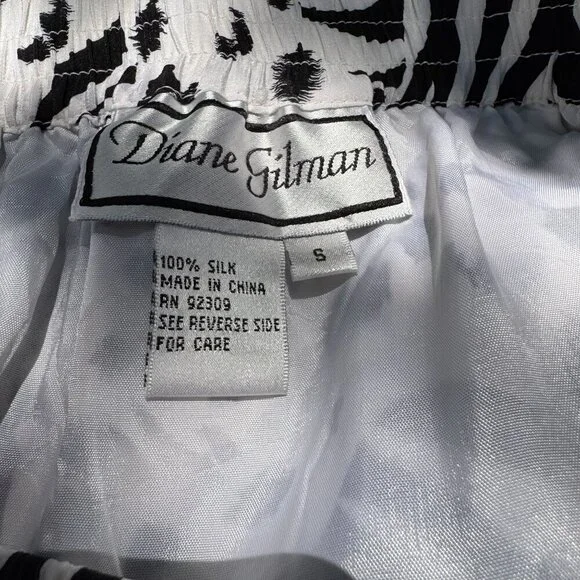 Diane Gilman
S
100% SILK
MADE IN CHINA
RN 92309
SEE REVERSE SIDE
FOR CARE